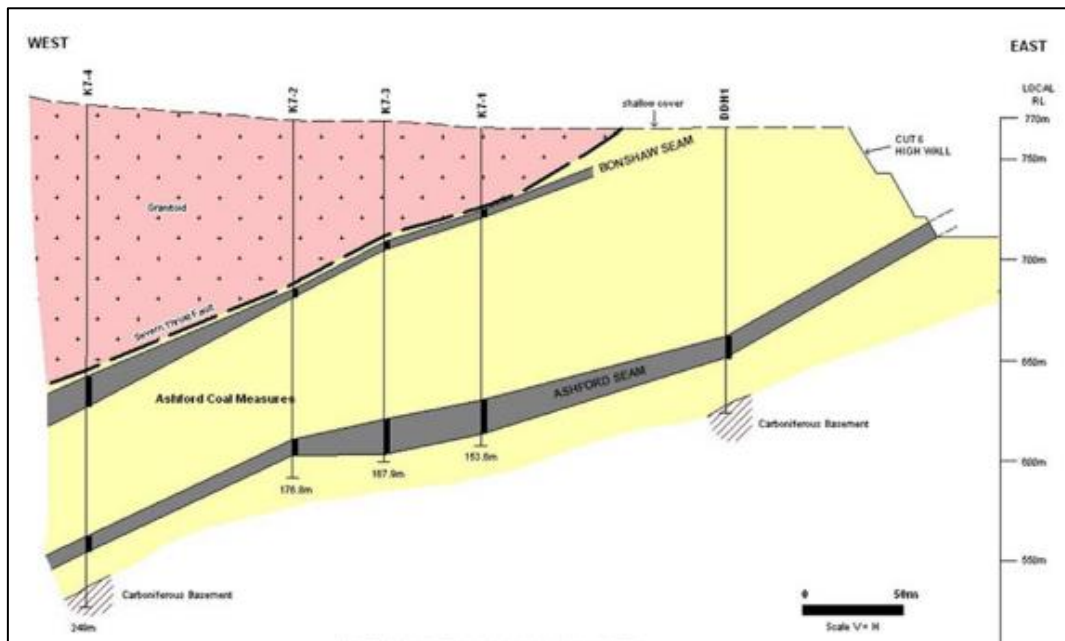 WEST
EAST
K7-4
K7-2
K7-3
K7-1
DDH1
LOCAL
RL
shallow cover
770m
CUT 6
HIGH WALL
750m
BONSHAW SEAM
Granitoid
700m
Severn Thrust Fault
650m
Ashford Coal Measures
ASHFORD SEAM
Carboniferous Basement
600m
153.6m
167.9m
176.8m
550m
Carboniferous Basement
0
50m
Scale V= H
240m